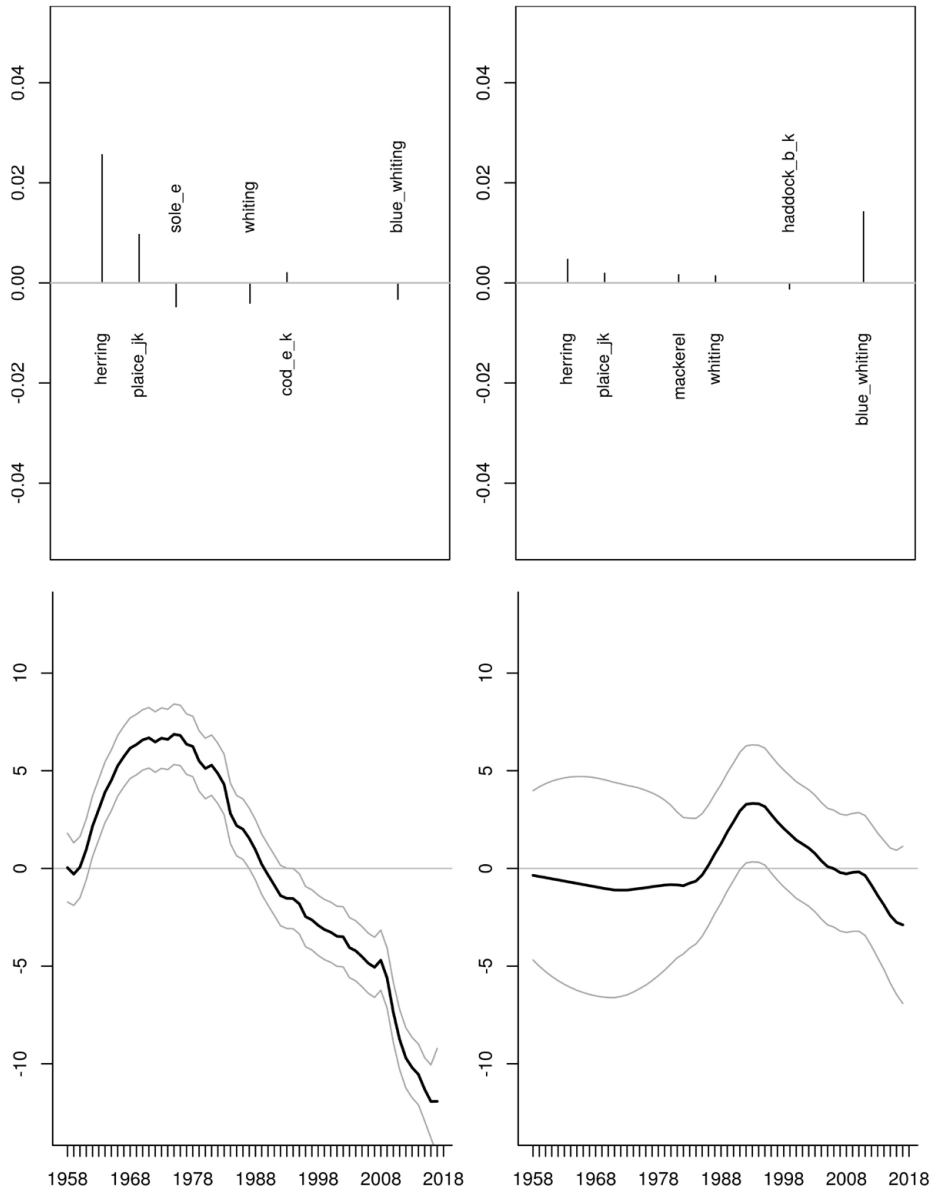 0.04
0.02
0.00
-0.02
-0.04
herring
plaice_jk
sole_e
whiting
cod_e_k
blue_whiting
0.04
0.02
0.00
-0.02
-0.04
herring
plaice_jk
mackerel
whiting
haddock_b_k
blue_whiting
10
5
0
-5
-10
1958 1968 1978 1988 1998 2008 2018
10
5
0
-5
-10
1958 1968 1978 1988 1998 2008 2018